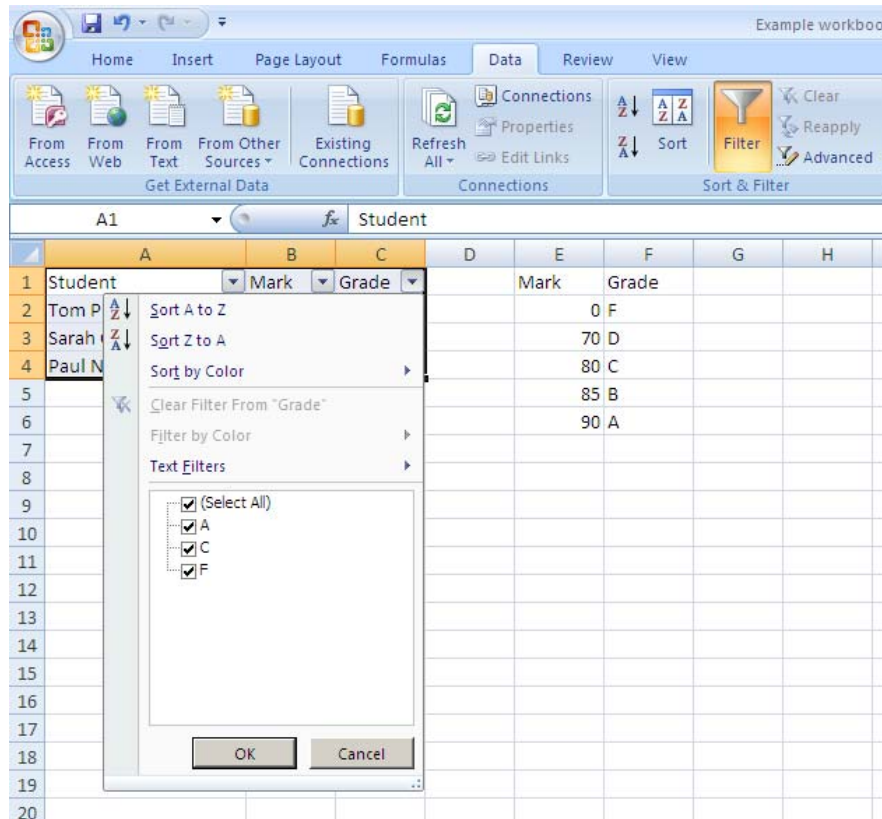 Example workboo
Home Insert Page Layout Formulas Data Review View
From Access
From Web
From Text
From Other Sources
Existing Connections
Get External Data
Refresh All
Connections
Properties
Edit Links
Connections
A Z
Z A
A Z
Z A
Sort
Filter
Clear
Reapply
Advanced
Sort & Filter
A1 fx Student
A B C D E F G H
1 Student Mark Grade Mark Grade
2 Tom P 0 F
3 Sarah 70 D
4 Paul N 80 C
5 85 B
6 90 A
7
8
9
10
11
12
13
14
15
16
17
18
19
20
Sort A to Z
Sort Z to A
Sort by Color
Clear Filter From "Grade"
Filter by Color
Text Filters
(Select All)
A
C
F
OK Cancel